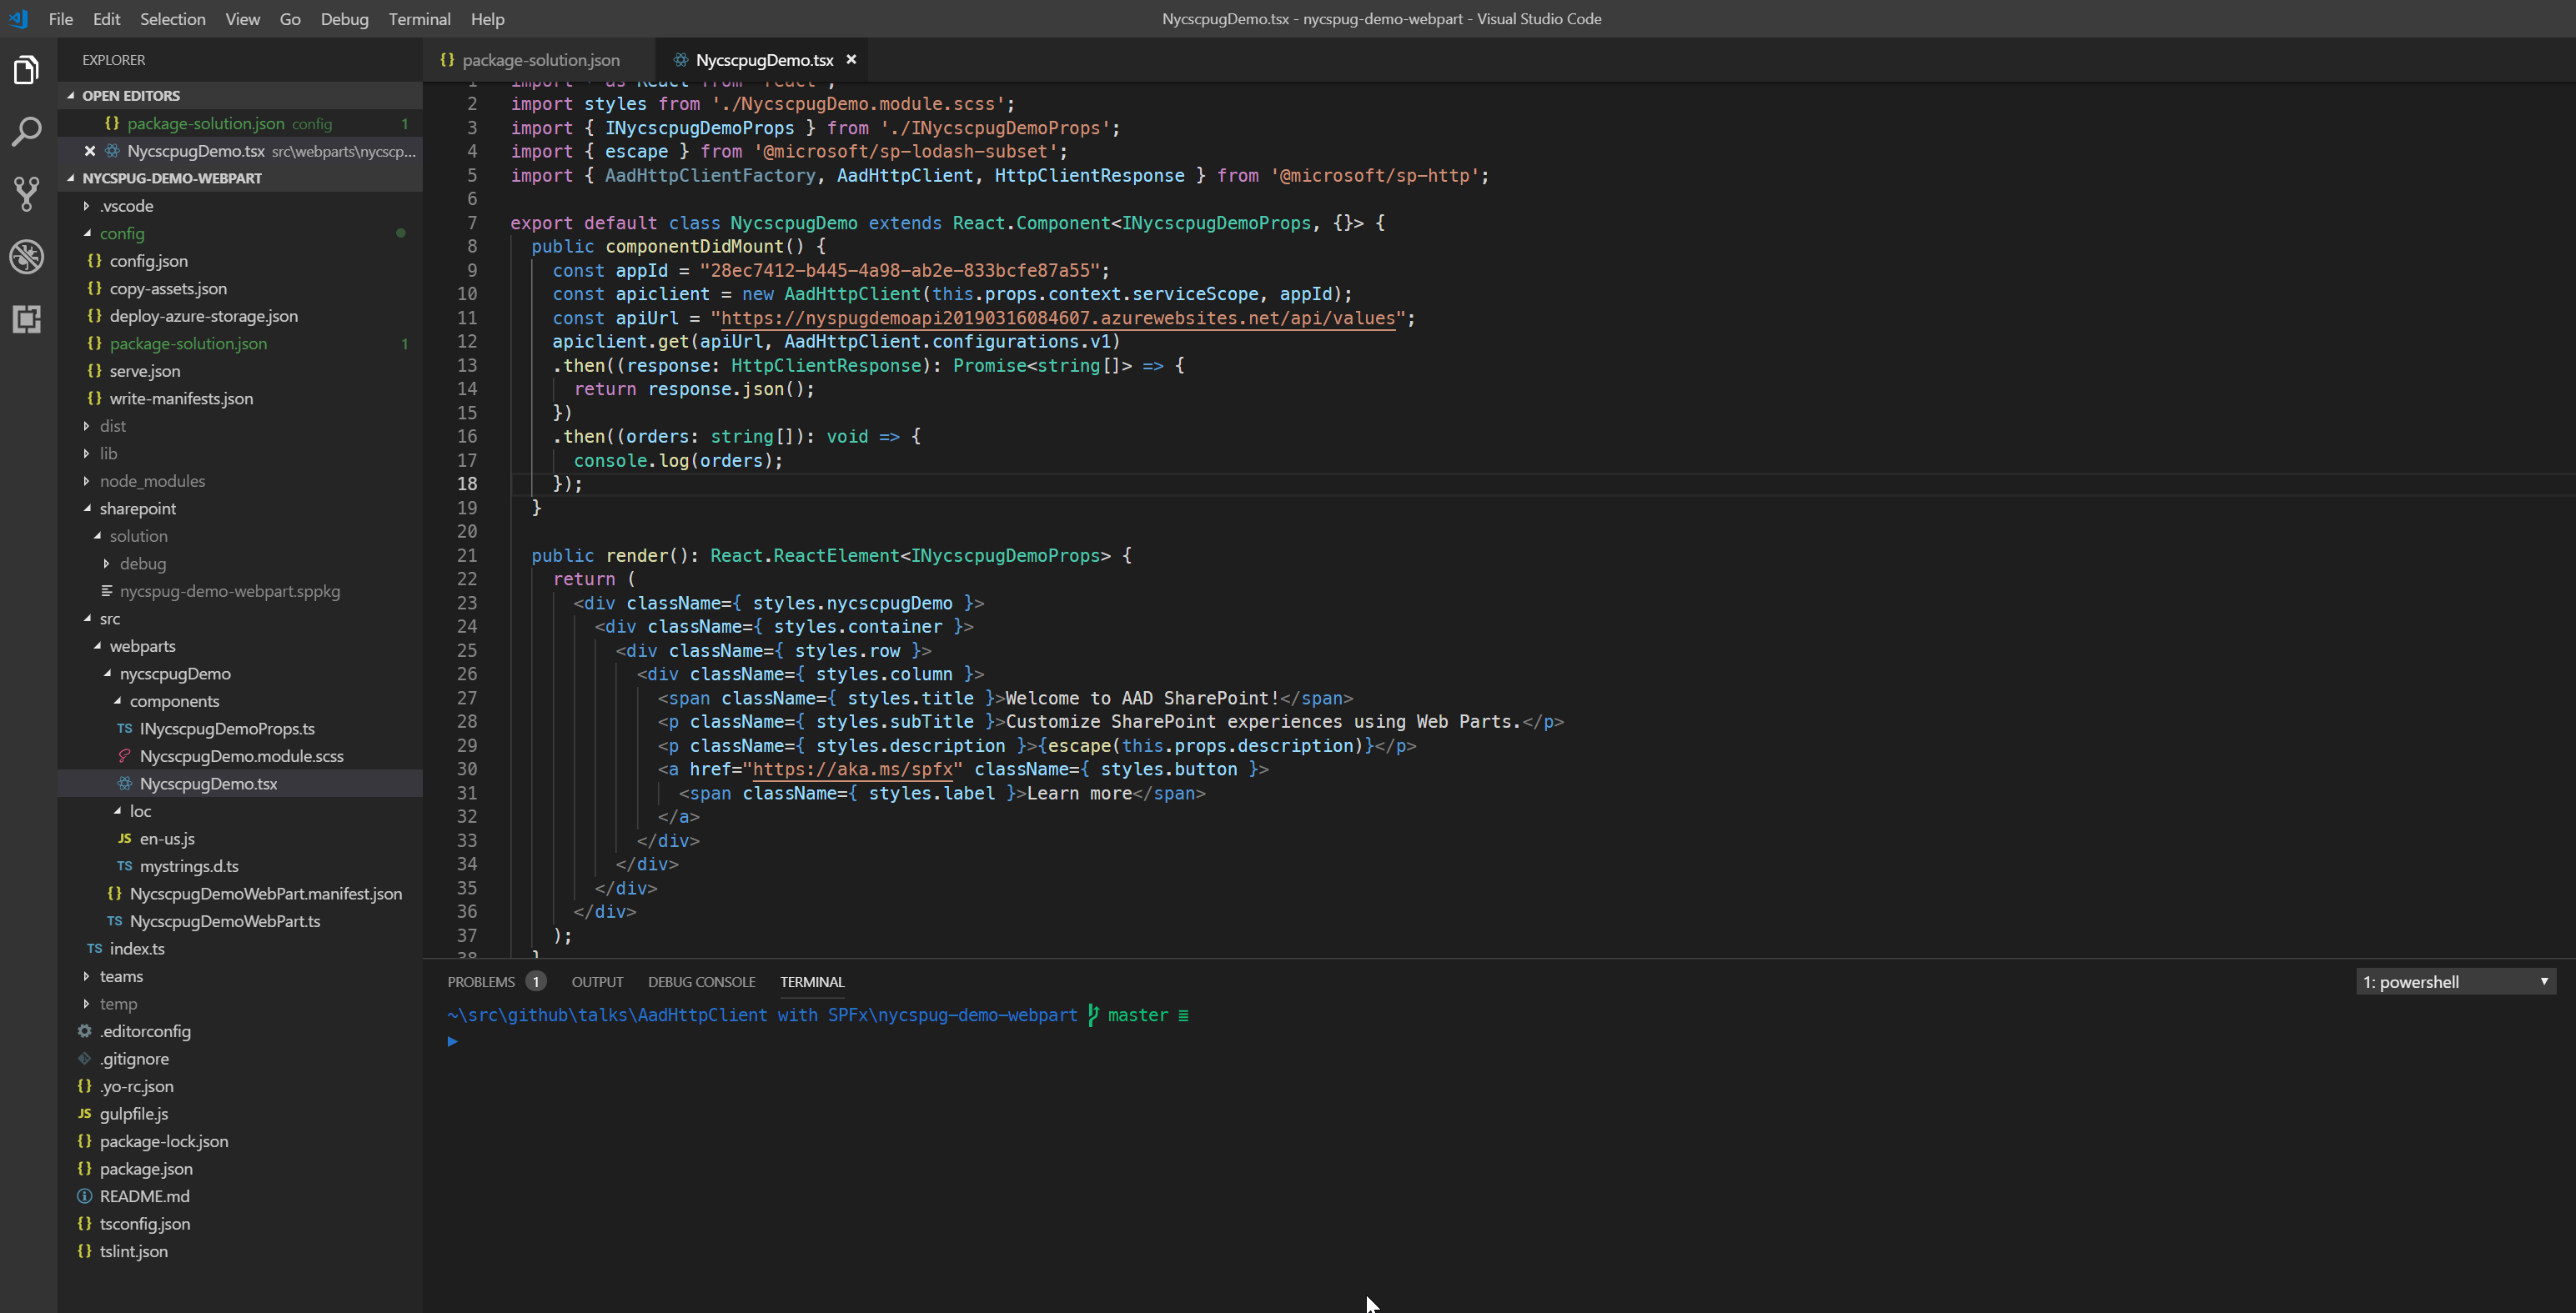 File Edit Selection View Go Debug Terminal Help
NycscpugDemo.tsx - nycspug-demo-webpart - Visual Studio Code
EXPLORER
OPEN EDITORS
{} package-solution.json config 1
× NycscpugDemo.tsx src\webparts\nycscp...
NYCSPUG-DEMO-WEBPART
.vscode
config
{} config.json
{} copy-assets.json
{} deploy-azure-storage.json
{} package-solution.json 1
{} serve.json
{} write-manifests.json
dist
lib
node_modules
sharepoint
solution
debug
nycspug-demo-webpart.sppkg
src
webparts
nycscpugDemo
components
TS INycscpugDemoProps.ts
NycscpugDemo.module.scss
NycscpugDemo.tsx
loc
JS en-us.js
TS mystrings.d.ts
{} NycscpugDemoWebPart.manifest.json
TS NycscpugDemoWebPart.ts
TS index.ts
teams
temp
.editorconfig
.gitignore
{} .yo-rc.json
JS gulpfile.js
{} package-lock.json
{} package.json
README.md
{} tsconfig.json
{} tslint.json
{} package-solution.json NycscpugDemo.tsx ×
1 import * as React from 'react';
2 import styles from './NycscpugDemo.module.scss';
3 import { INycscpugDemoProps } from './INycscpugDemoProps';
4 import { escape } from '@microsoft/sp-lodash-subset';
5 import { AadHttpClientFactory, AadHttpClient, HttpClientResponse } from '@microsoft/sp-http';
6
7 export default class NycscpugDemo extends React.Component<INycscpugDemoProps, {}> {
8 public componentDidMount() {
9 const appId = "28ec7412-b445-4a98-ab2e-833bcfe87a55";
10 const apiclient = new AadHttpClient(this.props.context.serviceScope, appId);
11 const apiUrl = "https://nyspugdemoapi20190316084607.azurewebsites.net/api/values";
12 apiclient.get(apiUrl, AadHttpClient.configurations.v1)
13 .then((response: HttpClientResponse): Promise<string[]> => {
14 return response.json();
15 })
16 .then((orders: string[]): void => {
17 console.log(orders);
18 });
19 }
20
21 public render(): React.ReactElement<INycscpugDemoProps> {
22 return (
23 <div className={ styles.nycscpugDemo }>
24 <div className={ styles.container }>
25 <div className={ styles.row }>
26 <div className={ styles.column }>
27 <span className={ styles.title }>Welcome to AAD SharePoint!</span>
28 <p className={ styles.subTitle }>Customize SharePoint experiences using Web Parts.</p>
29 <p className={ styles.description }>{escape(this.props.description)}</p>
30 <a href="https://aka.ms/spfx" className={ styles.button }>
31 <span className={ styles.label }>Learn more</span>
32 </a>
33 </div>
34 </div>
35 </div>
36 </div>
37 );
38 }
PROBLEMS 1 OUTPUT DEBUG CONSOLE TERMINAL
1: powershell
~\src\github\talks\AadHttpClient with SPFx\nycspug-demo-webpart master ≡